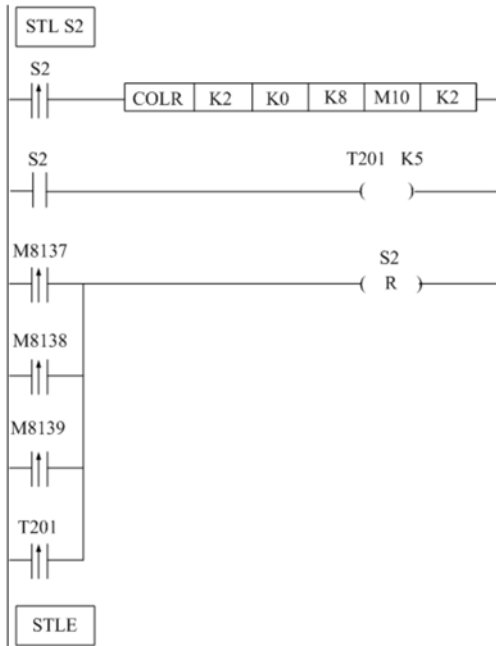 STL S2
S2
COLR K2 K0 K8 M10 K2
S2 T201 K5
M8137 S2
R
M8138
M8139
T201
STLE